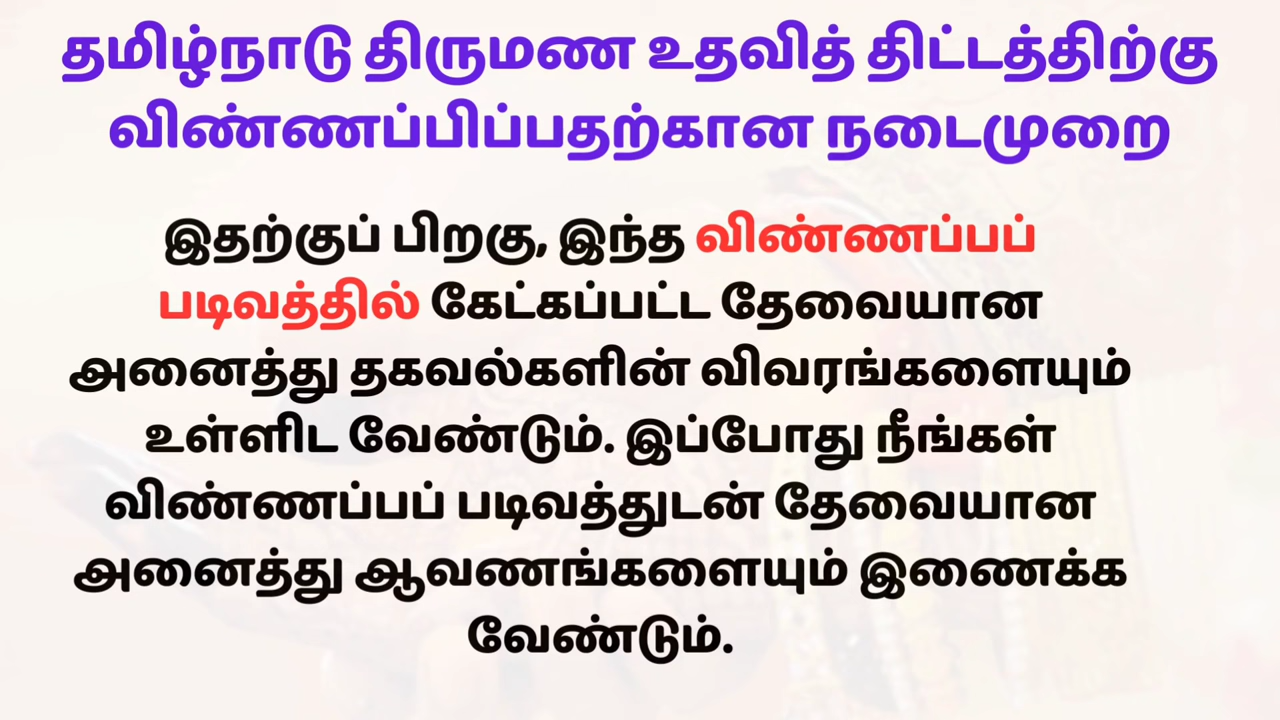 தமிழ்நாடு திருமண உதவித் திட்டத்திற்கு
விண்ணப்பிப்பதற்கான நடைமுறை
இதற்குப் பிறகு, இந்த விண்ணப்பப்
படிவத்தில் கேட்கப்பட்ட தேவையான
அனைத்து தகவல்களின் விவரங்களையும்
உள்ளிட வேண்டும். இப்போது நீங்கள்
விண்ணப்பப் படிவத்துடன் தேவையான
அனைத்து ஆவணங்களையும் இணைக்க
வேண்டும்.